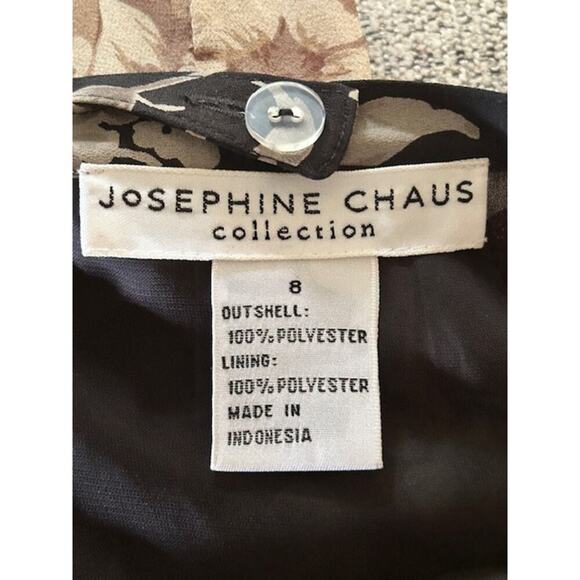 JoSEPHINE CHAUS
collection
8
OUTSHELL:
100% POLYESTER
LINING:
100% POLYESTER
MADE IN
INDONESIA